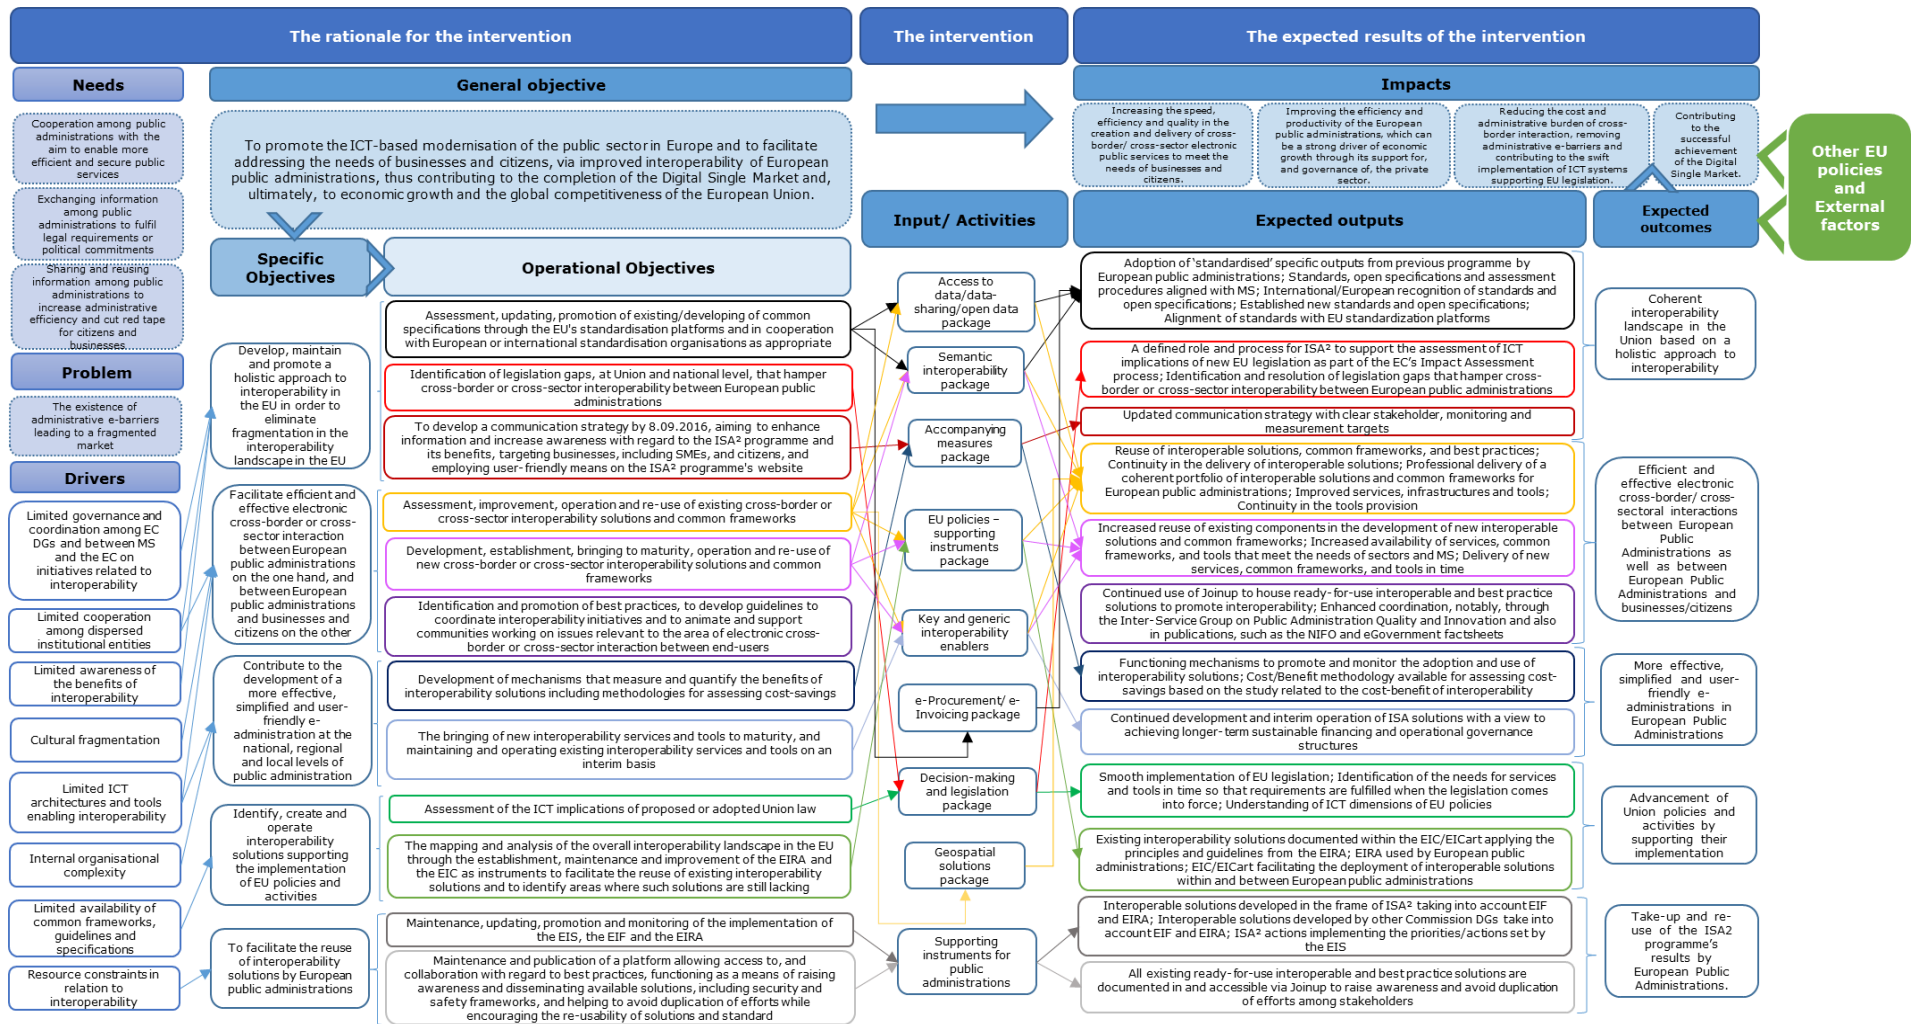 The rationale for the intervention
The intervention
The expected results of the intervention
Needs
Cooperation among public
administrations with the
aim to enable more
efficient and secure public
services
Exchanging information
among public
administrations to fulfil
legal requirements or
political commitments
Sharing and reusing
information among public
administrations to
increase administrative
efficiency and cut red tape
for citizens and
businesses
Problem
The existence of
administrative e-barriers
leading to a fragmented
market
Drivers
Limited governance and
coordination among EC
DGs and between MS
and the EC on
initiatives related to
interoperability
Limited cooperation
among dispersed
institutional entities
Limited awareness of
the benefits of
interoperability
Cultural fragmentation
Limited ICT
architectures and tools
enabling interoperability
Internal organisational
complexity
Limited availability of
common frameworks,
guidelines and
specifications
Resource constraints in
relation to
interoperability
General objective
To promote the ICT-based modernisation of the public sector in Europe and to facilitate
addressing the needs of businesses and citizens, via improved interoperability of European
public administrations, thus contributing to the completion of the Digital Single Market and,
ultimately, to economic growth and the global competitiveness of the European Union.
Specific
Objectives
Develop, maintain
and promote a
holistic approach to
interoperability in
the EU in order to
eliminate
fragmentation in the
interoperability
landscape in the EU
Facilitate efficient and
effective electronic
cross-border or cross-
sector interaction
between European
public administrations
on the one hand, and
between European
public administrations
and businesses and
citizens on the other
Contribute to the
development of a
more effective,
simplified and user-
friendly e-
administration at the
national, regional
and local levels of
public administration
Identify, create and
operate
interoperability
solutions supporting
the implementation
of EU policies and
activities
To facilitate the reuse
of interoperability
solutions by European
public administrations
Operational Objectives
Assessment, updating, promotion of existing/developing of common
specifications through the EU's standardisation platforms and in cooperation
with European or international standardisation organisations as appropriate
Identification of legislation gaps, at Union and national level, that hamper
cross-border or cross-sector interoperability between European public
administrations
To develop a communication strategy by 8.09.2016, aiming to enhance
information and increase awareness with regard to the ISA² programme and
its benefits, targeting businesses, including SMEs, and citizens, and
employing user-friendly means on the ISA² programme's website
Assessment, improvement, operation and re-use of existing cross-border or
cross-sector interoperability solutions and common frameworks
Development, establishment, bringing to maturity, operation and re-use of
new cross-border or cross-sector interoperability solutions and common
frameworks
Identification and promotion of best practices, to develop guidelines to
coordinate interoperability initiatives and to animate and support
communities working on issues relevant to the area of electronic cross-
border or cross-sector interaction between end-users
Development of mechanisms that measure and quantify the benefits of
interoperability solutions including methodologies for assessing cost-savings
The bringing of new interoperability services and tools to maturity, and
maintaining and operating existing interoperability services and tools on an
interim basis
Assessment of the ICT implications of proposed or adopted Union law
The mapping and analysis of the overall interoperability landscape in the EU
through the establishment, maintenance and improvement of the EIRA and
the EIC as instruments to facilitate the reuse of existing interoperability
solutions and to identify areas where such solutions are still lacking
Maintenance, updating, promotion and monitoring of the implementation of
the EIS, the EIF and the EIRA
Maintenance and publication of a platform allowing access to, and
collaboration with regard to best practices, functioning as a means of raising
awareness and disseminating available solutions, including security and
safety frameworks, and helping to avoid duplication of efforts while
encouraging the re-usability of solutions and standard
Input/ Activities
Access to
data/data-
sharing/open data
package
Semantic
interoperability
package
Accompanying
measures
package
EU policies –
supporting
instruments
package
Key and generic
interoperability
enablers
e-Procurement/ e-
Invoicing package
Decision-making
and legislation
package
Geospatial
solutions
package
Supporting
instruments for
public
administrations
Impacts
Increasing the speed,
efficiency and quality in the
creation and delivery of cross-
border/ cross-sector electronic
public services to meet the
needs of businesses and
citizens.
Improving the efficiency and
productivity of the European
public administrations, which can
be a strong driver of economic
growth through its support for,
and governance of, the private
sector.
Reducing the cost and
administrative burden of cross-
border interaction, removing
administrative e-barriers and
contributing to the swift
implementation of ICT systems
supporting EU legislation.
Contributing
to the
successful
achievement
of the Digital
Single Market.
Expected outputs
Adoption of 'standardised' specific outputs from previous programme by
European public administrations; Standards, open specifications and assessment
procedures aligned with MS; International/European recognition of standards and
open specifications; Established new standards and open specifications;
Alignment of standards with EU standardization platforms
A defined role and process for ISA² to support the assessment of ICT
implications of new EU legislation as part of the EC's Impact Assessment
process; Identification and resolution of legislation gaps that hamper cross-
border or cross-sector interoperability between European public administrations
Updated communication strategy with clear stakeholder, monitoring and
measurement targets
Reuse of interoperable solutions, common frameworks, and best practices;
Continuity in the delivery of interoperable solutions; Professional delivery of a
coherent portfolio of interoperable solutions and common frameworks for
European public administrations; Improved services, infrastructures and tools;
Continuity in the tools provision
Increased reuse of existing components in the development of new interoperable
solutions and common frameworks; Increased availability of services, common
frameworks, and tools that meet the needs of sectors and MS; Delivery of new
services, common frameworks, and tools in time
Continued use of Joinup to house ready-for-use interoperable and best practice
solutions to promote interoperability; Enhanced coordination, notably, through
the Inter-Service Group on Public Administration Quality and Innovation and also
in publications, such as the NIFO and eGovernment factsheets
Functioning mechanisms to promote and monitor the adoption and use of
interoperability solutions; Cost/Benefit methodology available for assessing cost-
savings based on the study related to the cost-benefit of interoperability
Continued development and interim operation of ISA solutions with a view to
achieving longer-term sustainable financing and operational governance
structures
Smooth implementation of EU legislation; Identification of the needs for services
and tools in time so that requirements are fulfilled when the legislation comes
into force; Understanding of ICT dimensions of EU policies
Existing interoperability solutions documented within the EIC/EICart applying the
principles and guidelines from the EIRA; EIRA used by European public
administrations; EIC/EICart facilitating the deployment of interoperable solutions
within and between European public administrations
Interoperable solutions developed in the frame of ISA² taking into account EIF
and EIRA; Interoperable solutions developed by other Commission DGs take into
account EIF and EIRA; ISA² actions implementing the priorities/actions set by
the EIS
All existing ready-for-use interoperable and best practice solutions are
documented in and accessible via Joinup to raise awareness and avoid duplication
of efforts among stakeholders
Expected
outcomes
Coherent
interoperability
landscape in the
Union based on a
holistic approach to
interoperability
Efficient and
effective electronic
cross-border/ cross-
sectoral interactions
between European
Public
Administrations as
well as between
European Public
Administrations and
businesses/citizens
More effective,
simplified and user-
friendly e-
administrations in
European Public
Administrations
Advancement of
Union policies and
activities by
supporting their
implementation
Take-up and re-
use of the ISA2
programme's
results by
European Public
Administrations.
Other EU
policies
and
External
factors